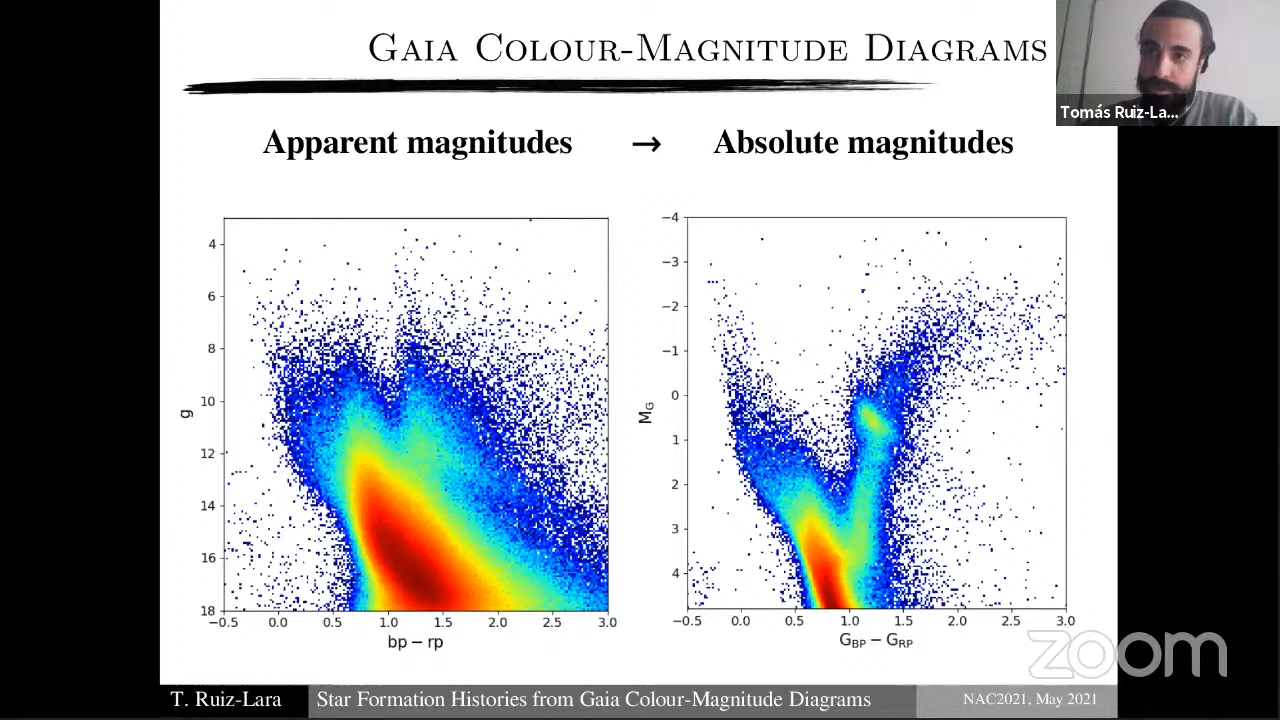 GAIA COLOUR-MAGNITUDE DIAGRAMS
Tomás Ruiz-La...
Apparent magnitudes → Absolute magnitudes
4
6
8
10
12
14
16
18
g
−0.5 0.0 0.5 1.0 1.5 2.0 2.5 3.0
bp − rp
−4
−3
−2
−1
0
1
2
3
4
M_G
−0.5 0.0 0.5 1.0 1.5 2.0 2.5 3.0
G_BP − G_RP
zoom
T. Ruiz-Lara Star Formation Histories from Gaia Colour-Magnitude Diagrams NAC2021, May 2021